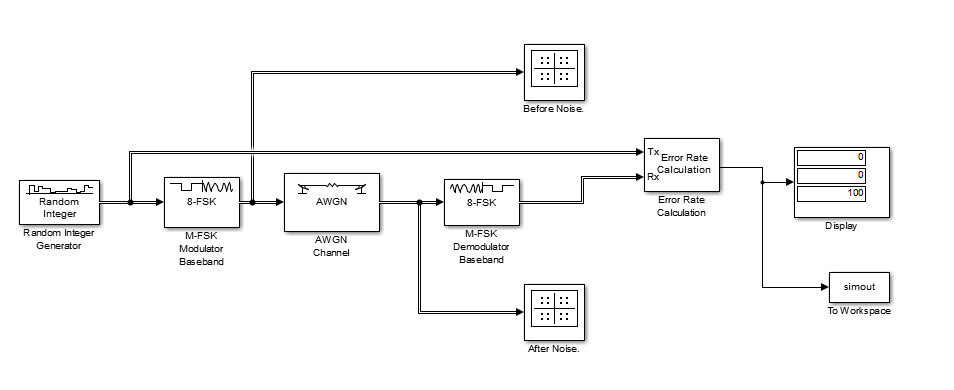 Before Noise.
Tx
Rx
Error Rate
Calculation
Error Rate
Calculation
0
0
100
Display
Random
Integer
Random Integer
Generator
8-FSK
M-FSK
Modulator
Baseband
AWGN
AWGN
Channel
8-FSK
M-FSK
Demodulator
Baseband
simout
To Workspace
After Noise.